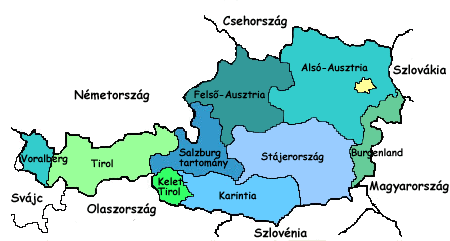 Csehország
Alsó-Ausztria
Szlovákia
Németország
Felső-Ausztria
Salzburg
tartomány
Stájerország
Burgenland
Voralberg
Tirol
Kelet
Tirol
Karintia
Magyarország
Svájc
Olaszország
Szlovénia